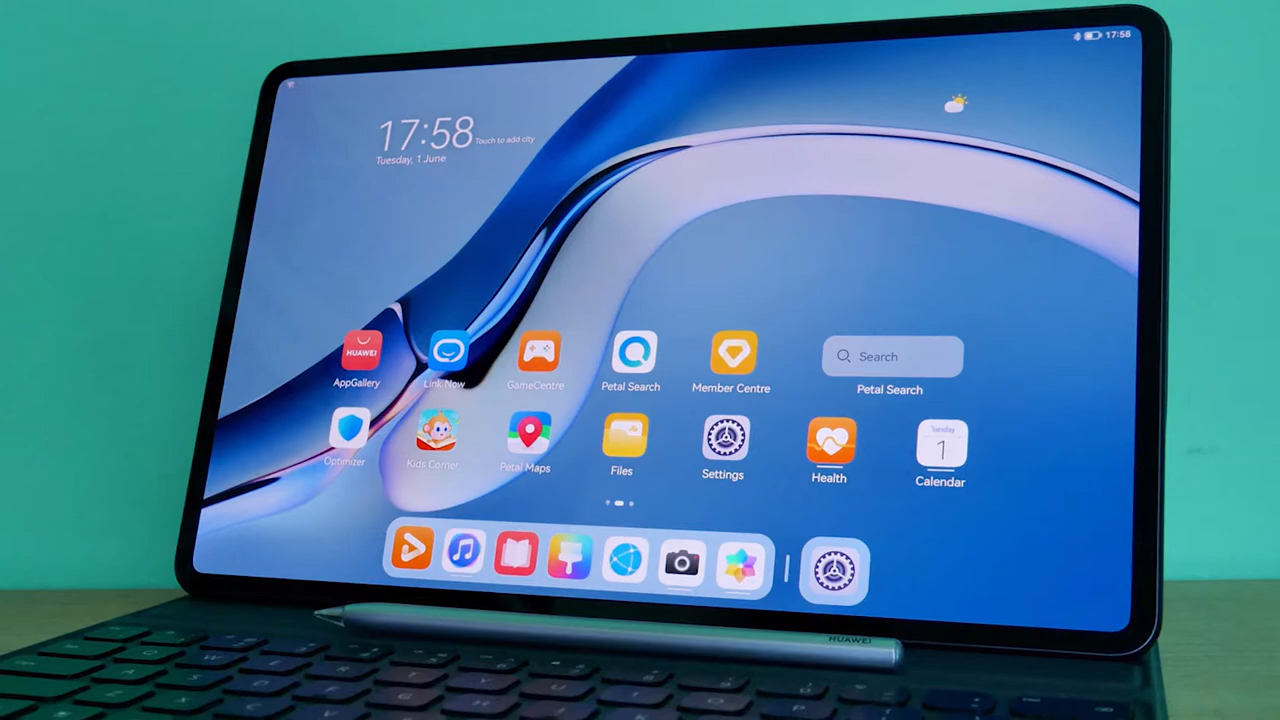 17:58
17:58
Touch to add city
Tuesday, 1 June
HUAWEI
AppGallery
Link Now
GameCentre
Petal Search
Member Centre
Search
Petal Search
Optimizer
Kids Corner
Petal Maps
Files
Settings
Health
Tuesday
1
Calendar
HUAWEI
Q
W
E
R
A
S
D